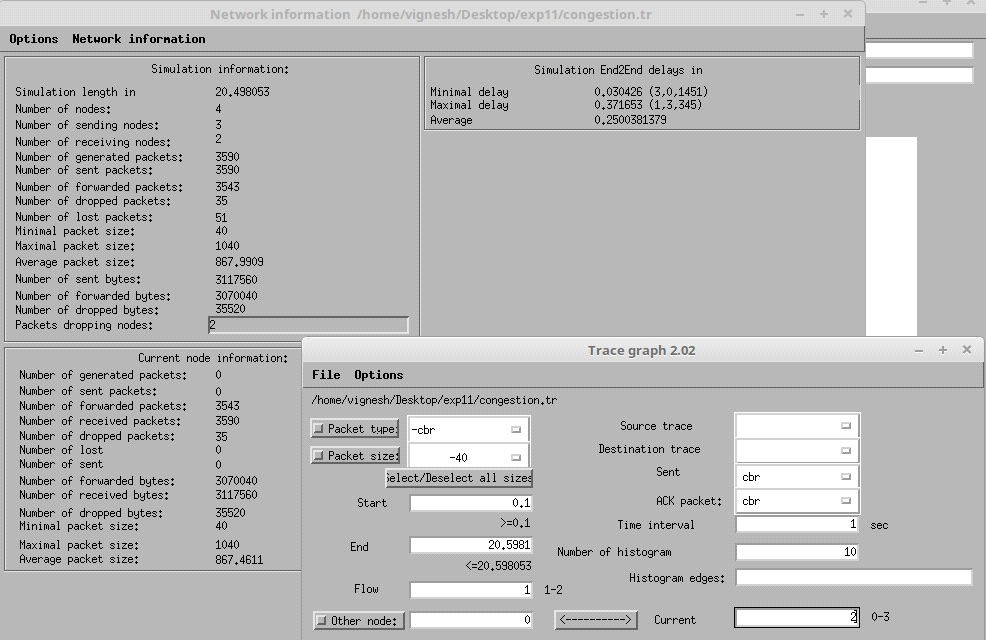 Network information /home/vignesh/Desktop/exp11/congestion.tr
Options Network information
Simulation information:
Simulation length in 20.498053
Number of nodes: 4
Number of sending nodes: 3
Number of receiving nodes: 2
Number of generated packets: 3590
Number of sent packets: 3590
Number of forwarded packets: 3543
Number of dropped packets: 35
Number of lost packets: 51
Minimal packet size: 40
Maximal packet size: 1040
Average packet size: 867.9909
Number of sent bytes: 3117560
Number of forwarded bytes: 3070040
Number of dropped bytes: 35520
Packets dropping nodes: 2
Simulation End2End delays in
Minimal delay 0.030426 (3,0,1451)
Maximal delay 0.371653 (1,3,345)
Average 0.2500381379
Current node information:
Number of generated packets: 0
Number of sent packets: 0
Number of forwarded packets: 3543
Number of received packets: 3590
Number of dropped packets: 35
Number of lost 0
Number of sent 0
Number of forwarded bytes: 3070040
Number of received bytes: 3117560
Number of dropped bytes: 35520
Minimal packet size: 40
Maximal packet size: 1040
Average packet size: 867.4611
Trace graph 2.02
File Options
/home/vignesh/Desktop/exp11/congestion.tr
Packet type: -cbr
Packet size: -40
Select/Deselect all sizes
Start 0.1
>=0.1
End 20.5981
<=20.598053
Flow 1 1-2
Other node: 0
Source trace
Destination trace
Sent cbr
ACK packet: cbr
Time interval 1 sec
Number of histogram 10
Histogram edges:
<----------> Current 2 0-3